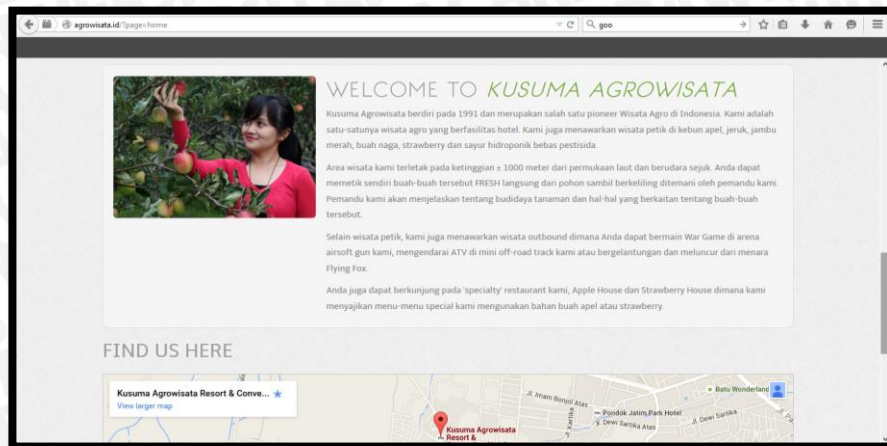 agrowisata.id/?page=home
goo
WELCOME TO KUSUMA AGROWISATA
Kusuma Agrowisata berdiri pada 1991 dan merupakan salah satu pioneer Wisata Agro di Indonesia. Kami adalah
satu-satunya wisata agro yang berfasilitas hotel. Kami juga menawarkan wisata petik di kebun apel, jeruk, jambu
merah, buah naga, strawberry dan sayur hidroponik bebas pestisida.
Area wisata kami terletak pada ketinggian ± 1000 meter dari permukaan laut dan berudara sejuk. Anda dapat
memetik sendiri buah-buah tersebut FRESH langsung dari pohon sambil berkeliling ditemani oleh pemandu kami.
Pemandu kami akan menjelaskan tentang budidaya tanaman dan hal-hal yang berkaitan tentang buah-buah
tersebut.
Selain wisata petik, kami juga menawarkan wisata outbound dimana Anda dapat bermain War Game di arena
airsoft gun kami, mengendarai ATV di mini off-road track kami atau bergelantungan dan meluncur dari menara
Flying Fox.
Anda juga dapat berkunjung pada 'specialty' restaurant kami, Apple House dan Strawberry House dimana kami
menyajikan menu-menu special kami mengunakan bahan buah apel atau strawberry.
FIND US HERE
Kusuma Agrowisata Resort & Conve...
View larger map
Kusuma Agrowisata
Resort &
Jl. Imam Bonjol Atas
Jl. Kartika
Pondok Jatim Park Hotel
Jl. Dewi Sartika Atas
Jl. Dewi Sartika
Batu Wonderland